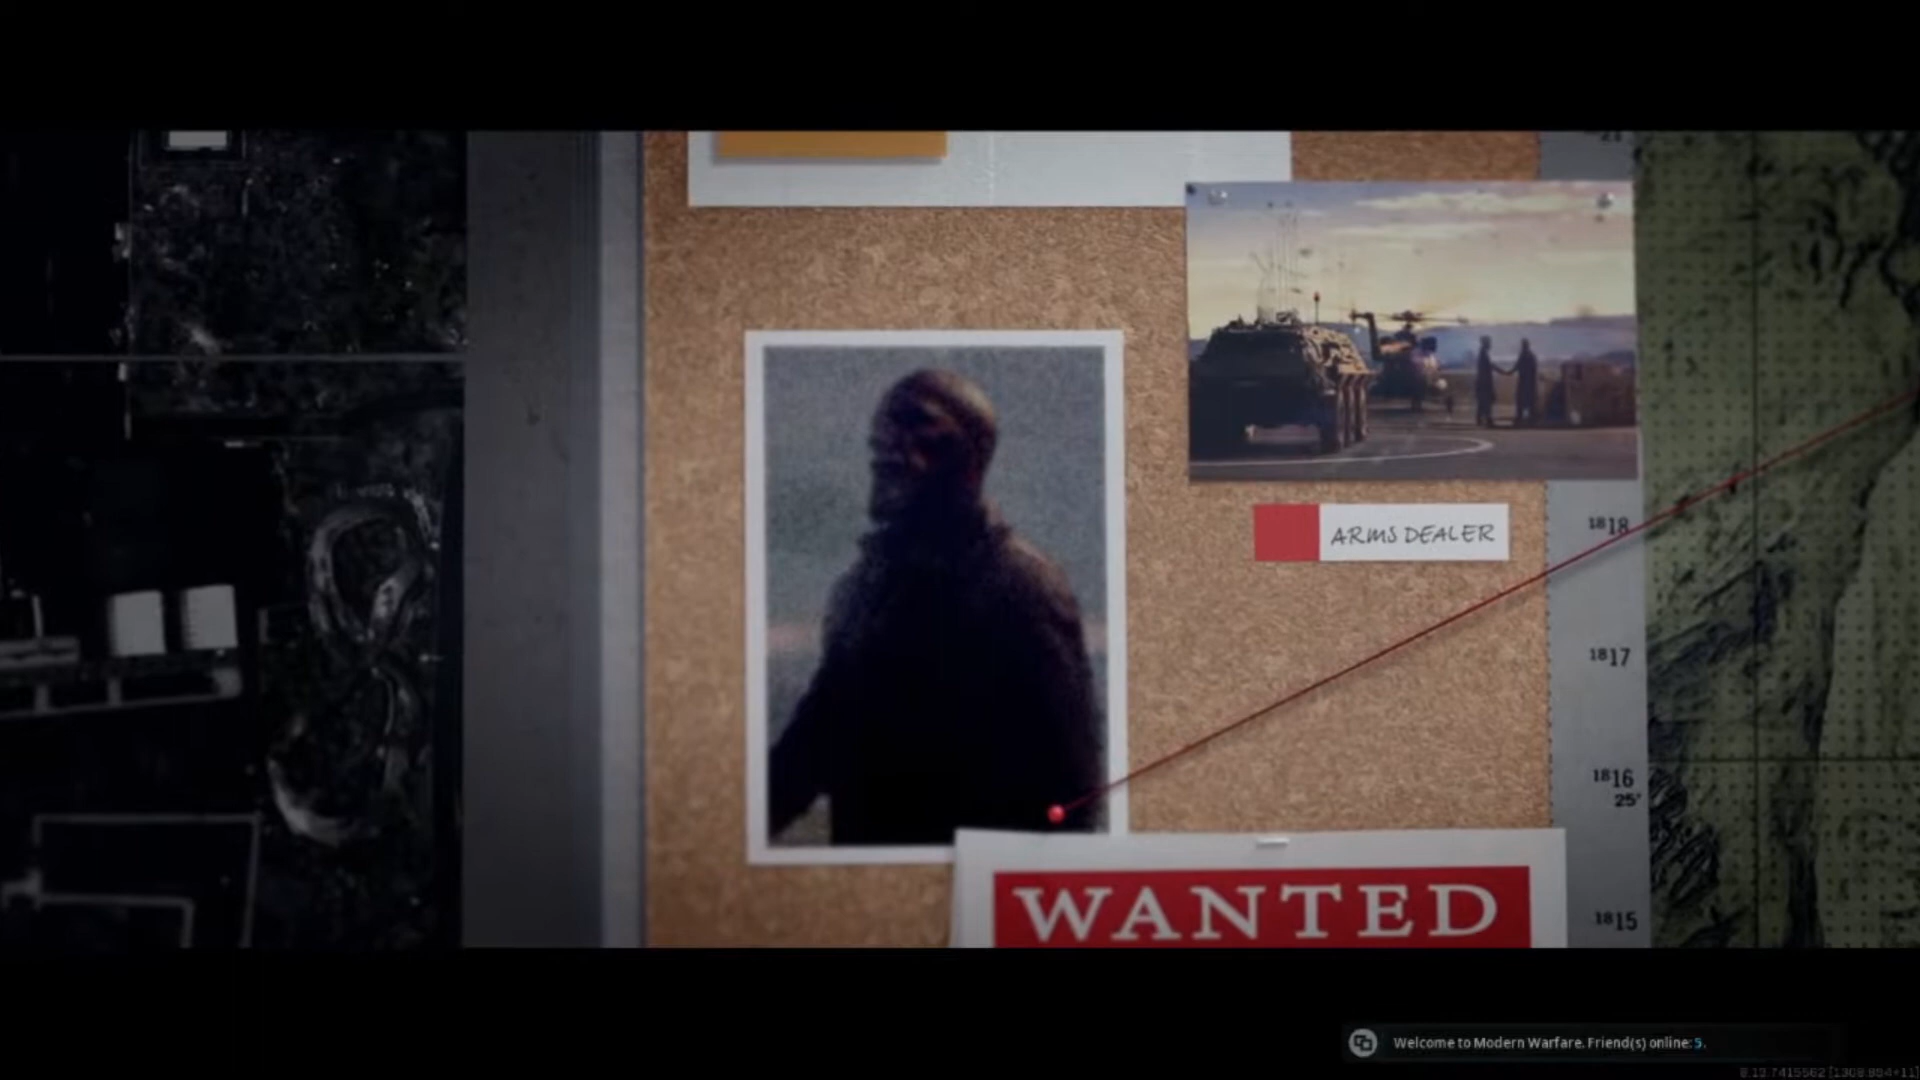 ARMS DEALER
1818
1817
1816
25'
WANTED
1815
Welcome to Modern Warfare. Friend(s) online: 5.